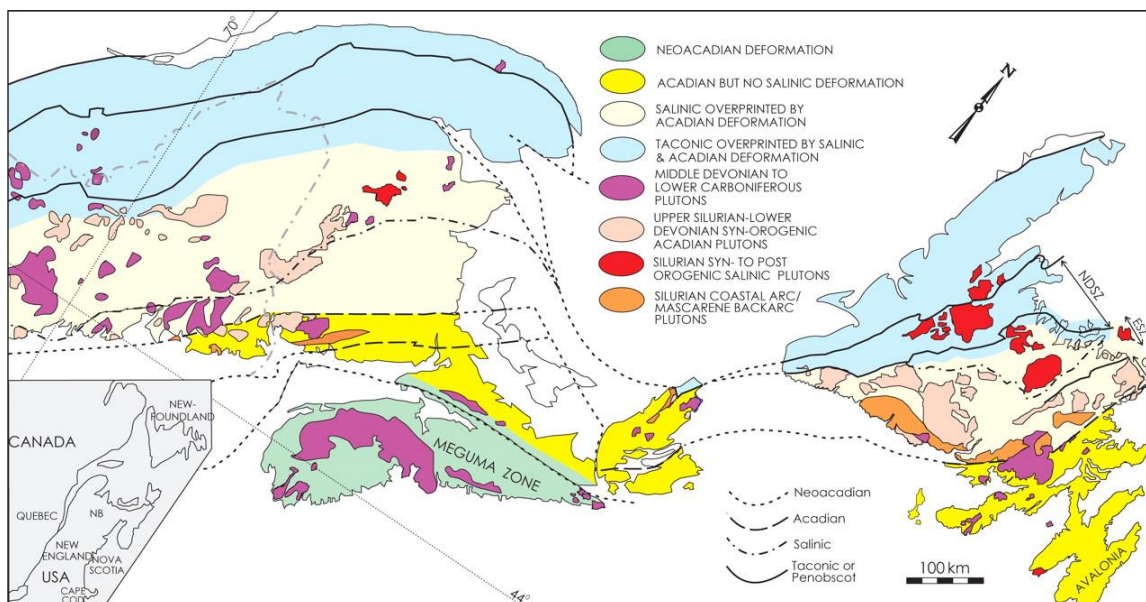 70°
NEOACADIAN DEFORMATION
ACADIAN BUT NO SALINIC DEFORMATION
SALINIC OVERPRINTED BY
ACADIAN DEFORMATION
TACONIC OVERPRINTED BY SALINIC
& ACADIAN DEFORMATION
MIDDLE DEVONIAN TO
LOWER CARBONIFEROUS
PLUTONS
UPPER SILURIAN-LOWER
DEVONIAN SYN-OROGENIC
ACADIAN PLUTONS
SILURIAN SYN- TO POST
OROGENIC SALINIC PLUTONS
SILURIAN COASTAL ARC/
MASCARENE BACKARC
PLUTONS
N
NDSZ
MEGUMA ZONE
NEW-
FOUNDLAND
CANADA
QUEBEC
NB
NEW
ENGLAND
NOVA
SCOTIA
USA
CAPE
COD
44°
Neoacadian
Acadian
Salinic
Taconic or
Penobscot
100 km
AVALONIA